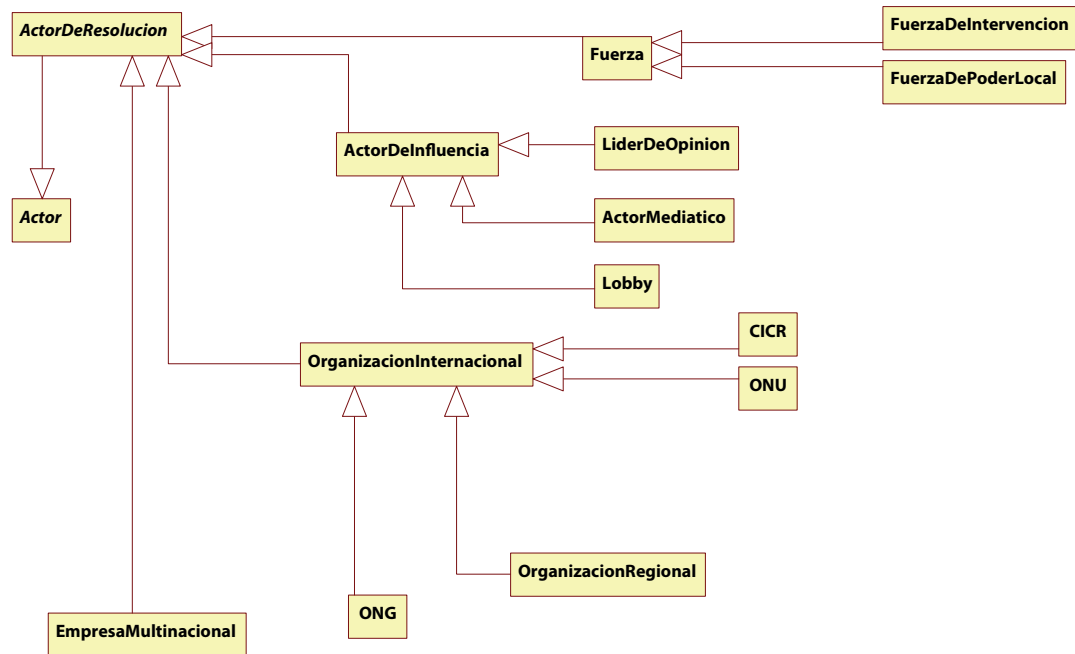 ActorDeResolucion
FuerzaDeIntervencion
Fuerza
FuerzaDePoderLocal
ActorDeInfluencia
LiderDeOpinion
Actor
ActorMediatico
Lobby
CICR
OrganizacionInternacional
ONU
OrganizacionRegional
ONG
EmpresaMultinacional